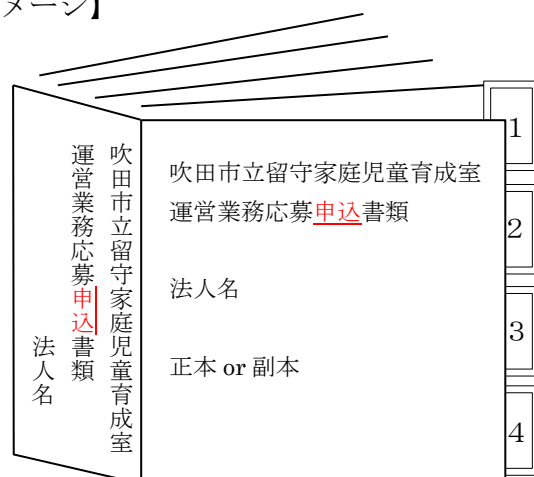 メージ】
吹田市立留守家庭児童育成室
運営業務応募申込書類
法人名
吹田市立留守家庭児童育成室
運営業務応募申込書類
法人名
正本 or 副本
1
2
3
4